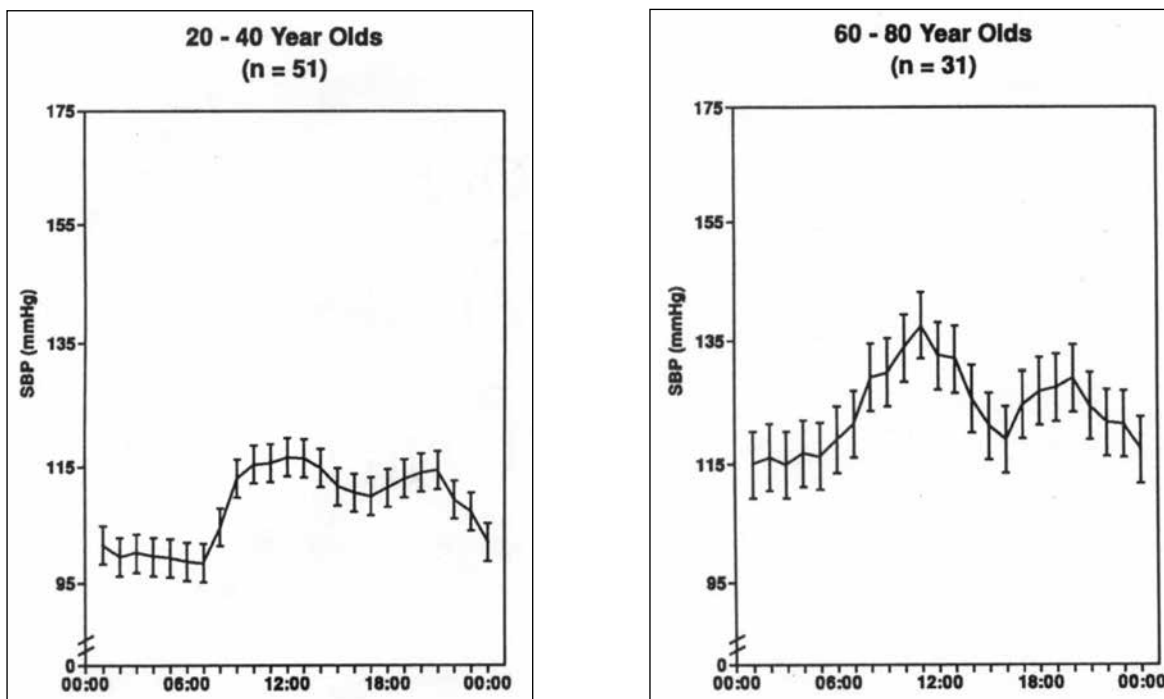 20 - 40 Year Olds
(n = 51)
175
155
135
115
95
0
SBP (mmHg)
00:00 06:00 12:00 18:00 00:00
60 - 80 Year Olds
(n = 31)
175
155
135
115
95
0
SBP (mmHg)
00:00 06:00 12:00 18:00 00:00